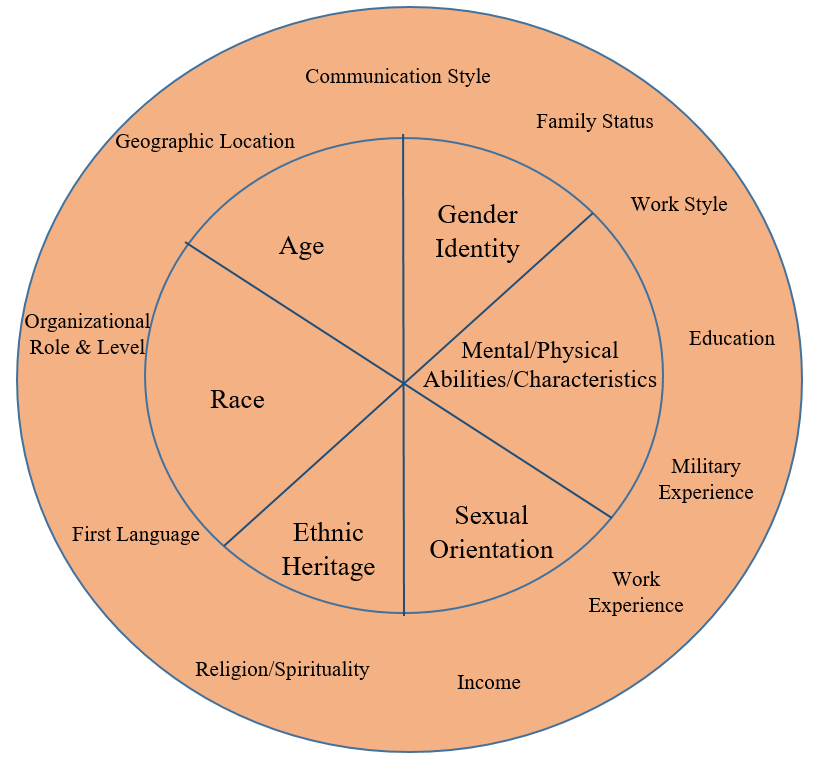 Communication Style
Family Status
Geographic Location
Work Style
Gender
Identity
Age
Organizational
Role & Level
Education
Mental/Physical
Abilities/Characteristics
Race
Military
Experience
First Language
Ethnic
Heritage
Sexual
Orientation
Work
Experience
Religion/Spirituality
Income